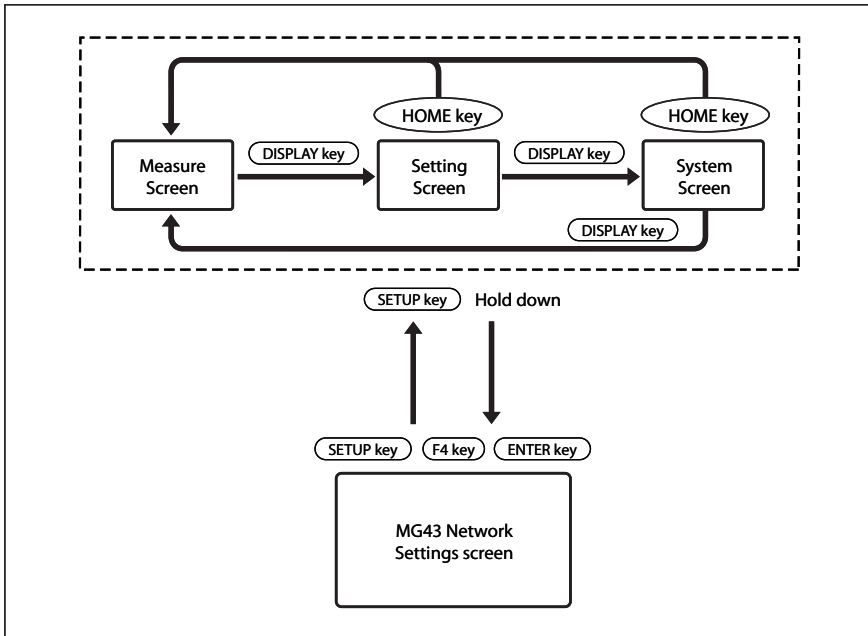 HOME key
HOME key
Measure
Screen
DISPLAY key
Setting
Screen
DISPLAY key
System
Screen
DISPLAY key
SETUP key Hold down
SETUP key F4 key ENTER key
MG43 Network
Settings screen